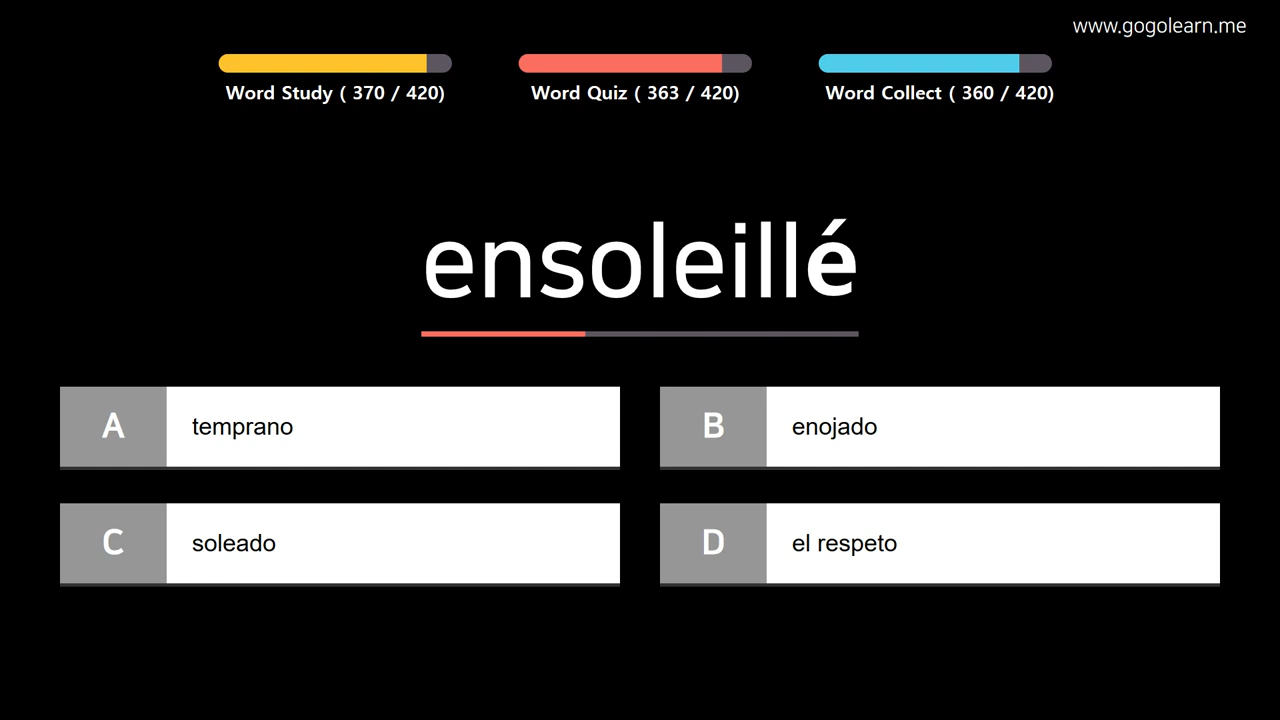 www.gogolearn.me
Word Study ( 370 / 420)
Word Quiz ( 363 / 420)
Word Collect ( 360 / 420)
ensoleillé
A temprano
B enojado
C soleado
D el respeto